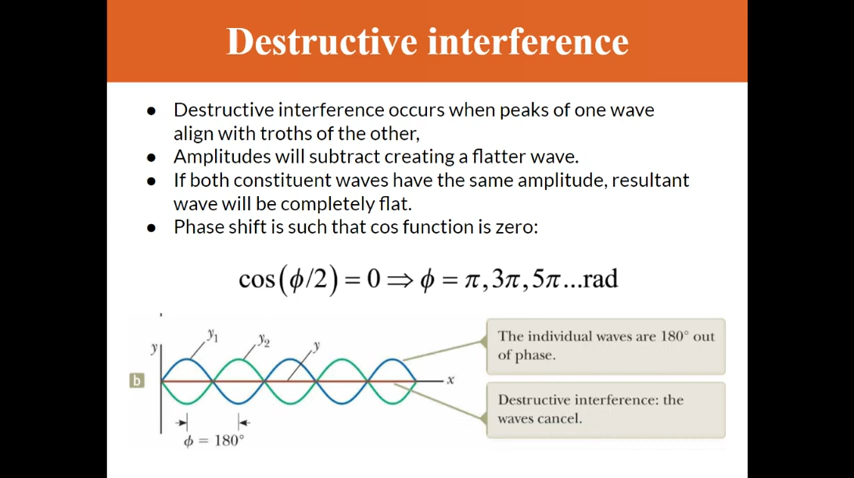 Destructive interference
● Destructive interference occurs when peaks of one wave
align with troths of the other,
● Amplitudes will subtract creating a flatter wave.
● If both constituent waves have the same amplitude, resultant
wave will be completely flat.
● Phase shift is such that cos function is zero:
cos(ϕ/2) = 0 ⇒ ϕ = π, 3π, 5π...rad
y
y₁
y₂
y
x
b
ϕ = 180°
The individual waves are 180° out
of phase.
Destructive interference: the
waves cancel.